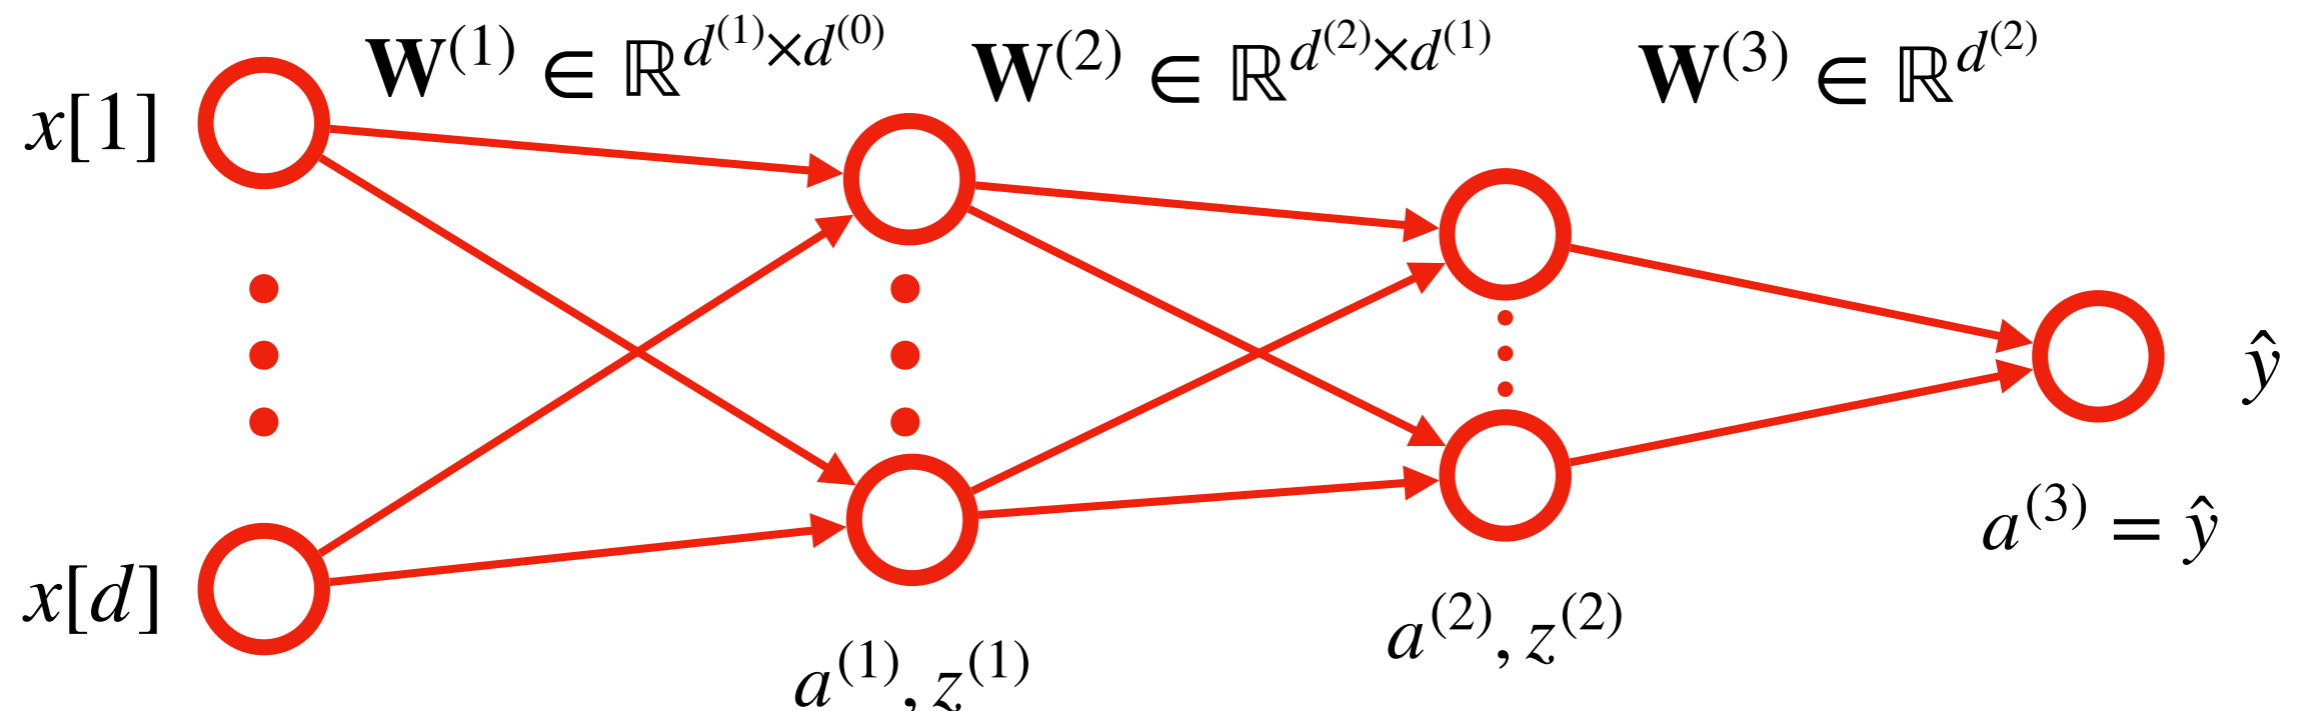 𝐖⁽¹⁾ ∈ ℝ^{d⁽¹⁾×d⁽⁰⁾} 𝐖⁽²⁾ ∈ ℝ^{d⁽²⁾×d⁽¹⁾} 𝐖⁽³⁾ ∈ ℝ^{d⁽²⁾}
x[1]
ŷ
a⁽³⁾ = ŷ
x[d]
a⁽²⁾, z⁽²⁾
a⁽¹⁾, z⁽¹⁾